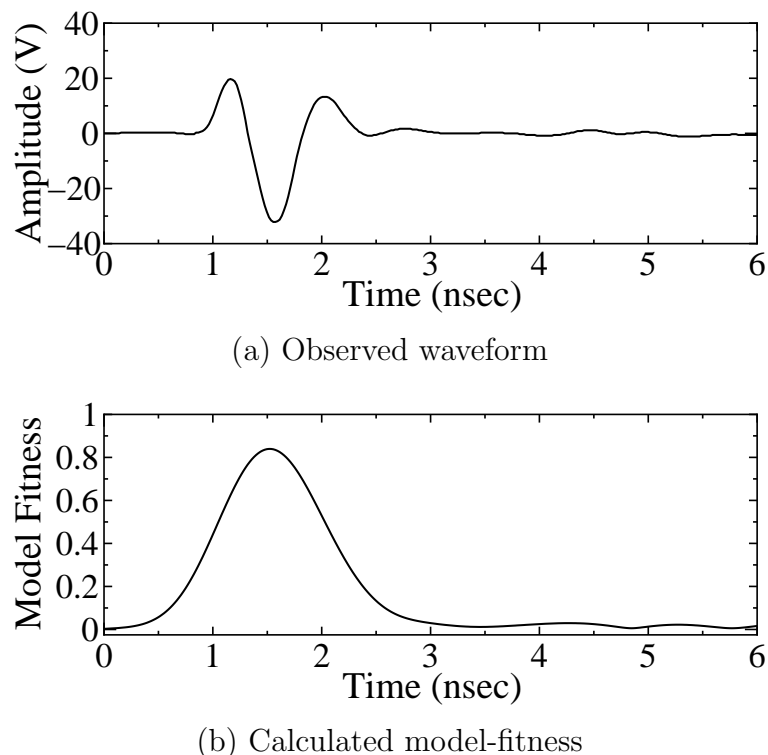 40
20
0
−20
−40
Amplitude (V)
0 1 2 3 4 5 6
Time (nsec)
(a) Observed waveform
1
0.8
0.6
0.4
0.2
0
Model Fitness
0 1 2 3 4 5 6
Time (nsec)
(b) Calculated model-fitness